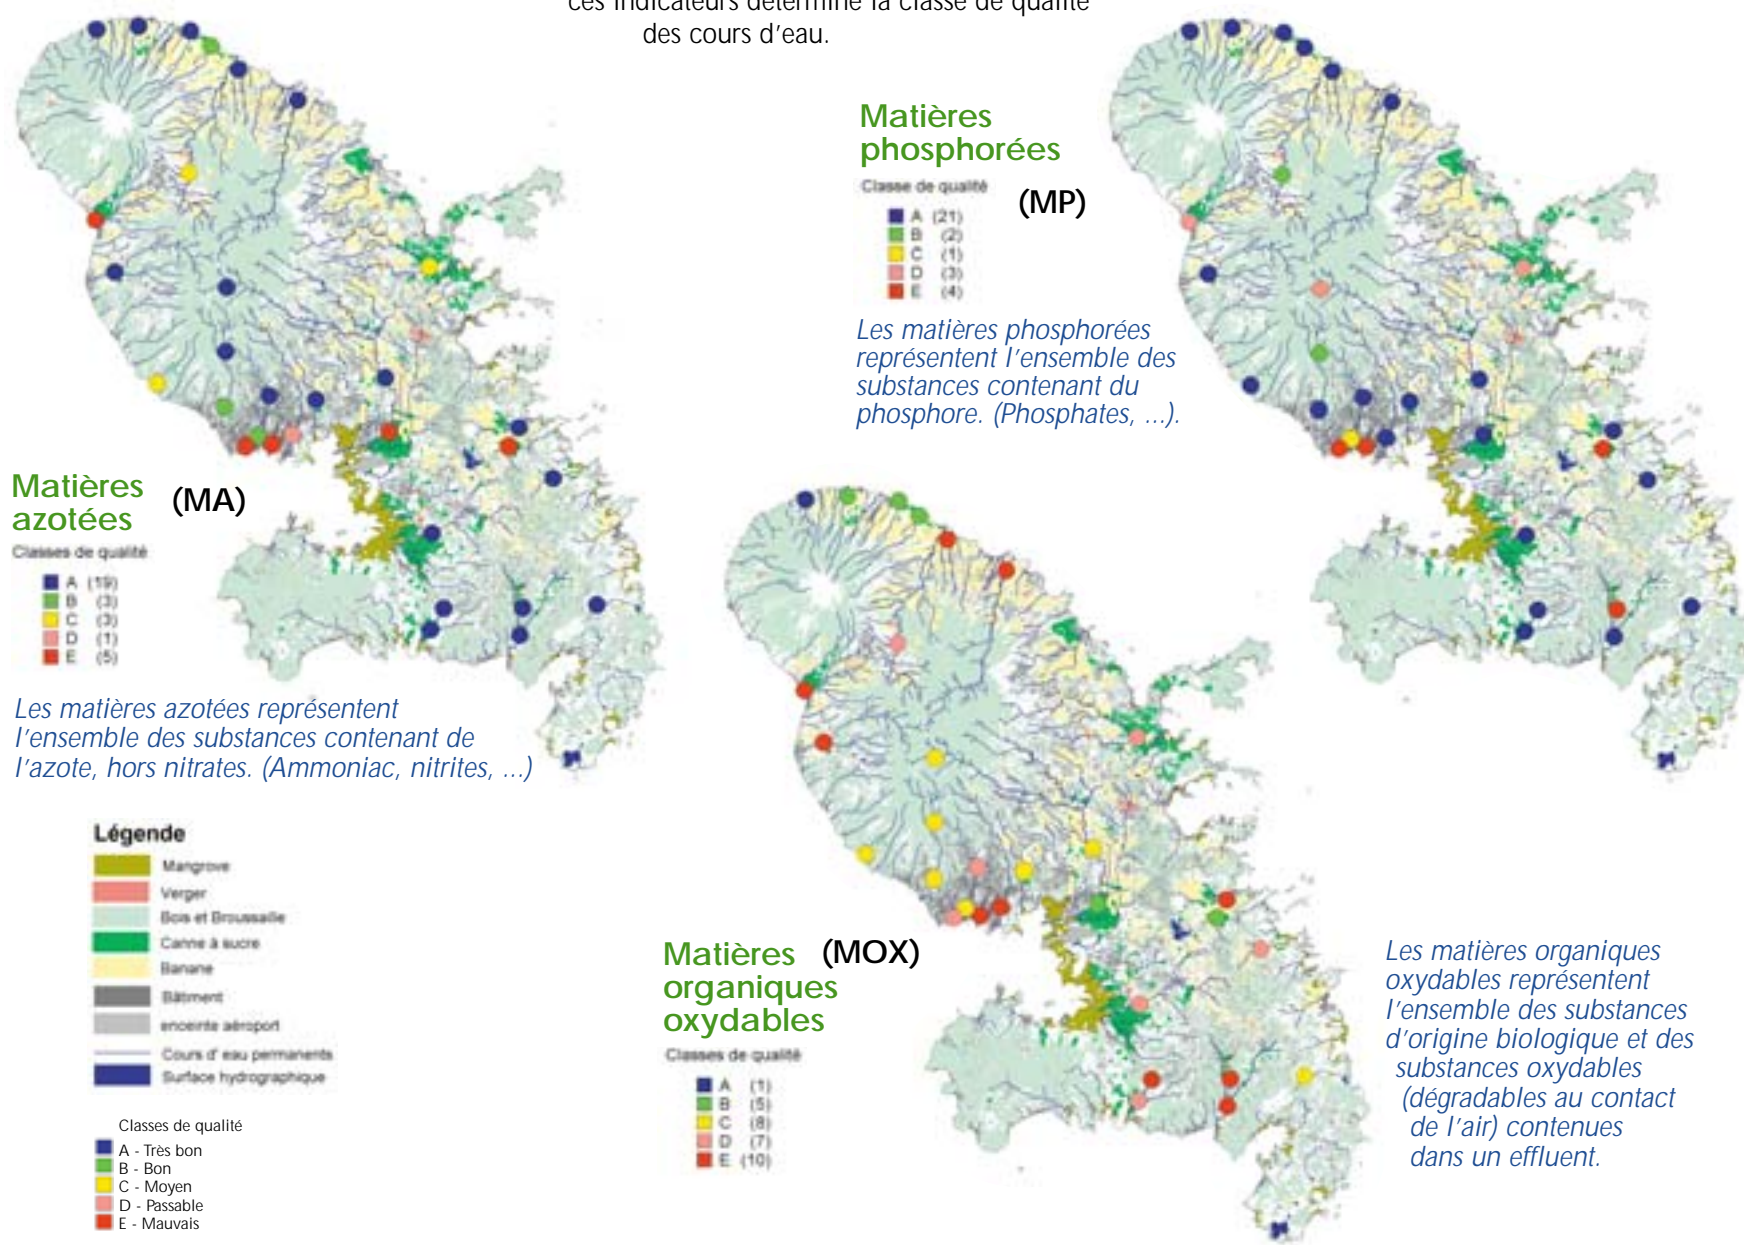 ces indicateurs détermine la classe de qualité
des cours d'eau.
Matières
phosphorées
(MP)
Classe de qualité
A (21)
B (2)
C (1)
D (3)
E (4)
Les matières phosphorées
représentent l'ensemble des
substances contenant du
phosphore. (Phosphates, ...).
Matières
azotées
(MA)
Classes de qualité
A (19)
B (3)
C (3)
D (1)
E (5)
Les matières azotées représentent
l'ensemble des substances contenant de
l'azote, hors nitrates. (Ammoniac, nitrites, ...)
Légende
Mangrove
Verger
Bois et Broussaille
Canne à sucre
Banane
Bâtiment
enceinte aéroport
Cours d' eau permanents
Surface hydrographique
Classes de qualité
A - Très bon
B - Bon
C - Moyen
D - Passable
E - Mauvais
Matières (MOX)
organiques
oxydables
Classes de qualité
A (1)
B (5)
C (8)
D (7)
E (10)
Les matières organiques
oxydables représentent
l'ensemble des substances
d'origine biologique et des
substances oxydables
(dégradables au contact
de l'air) contenues
dans un effluent.